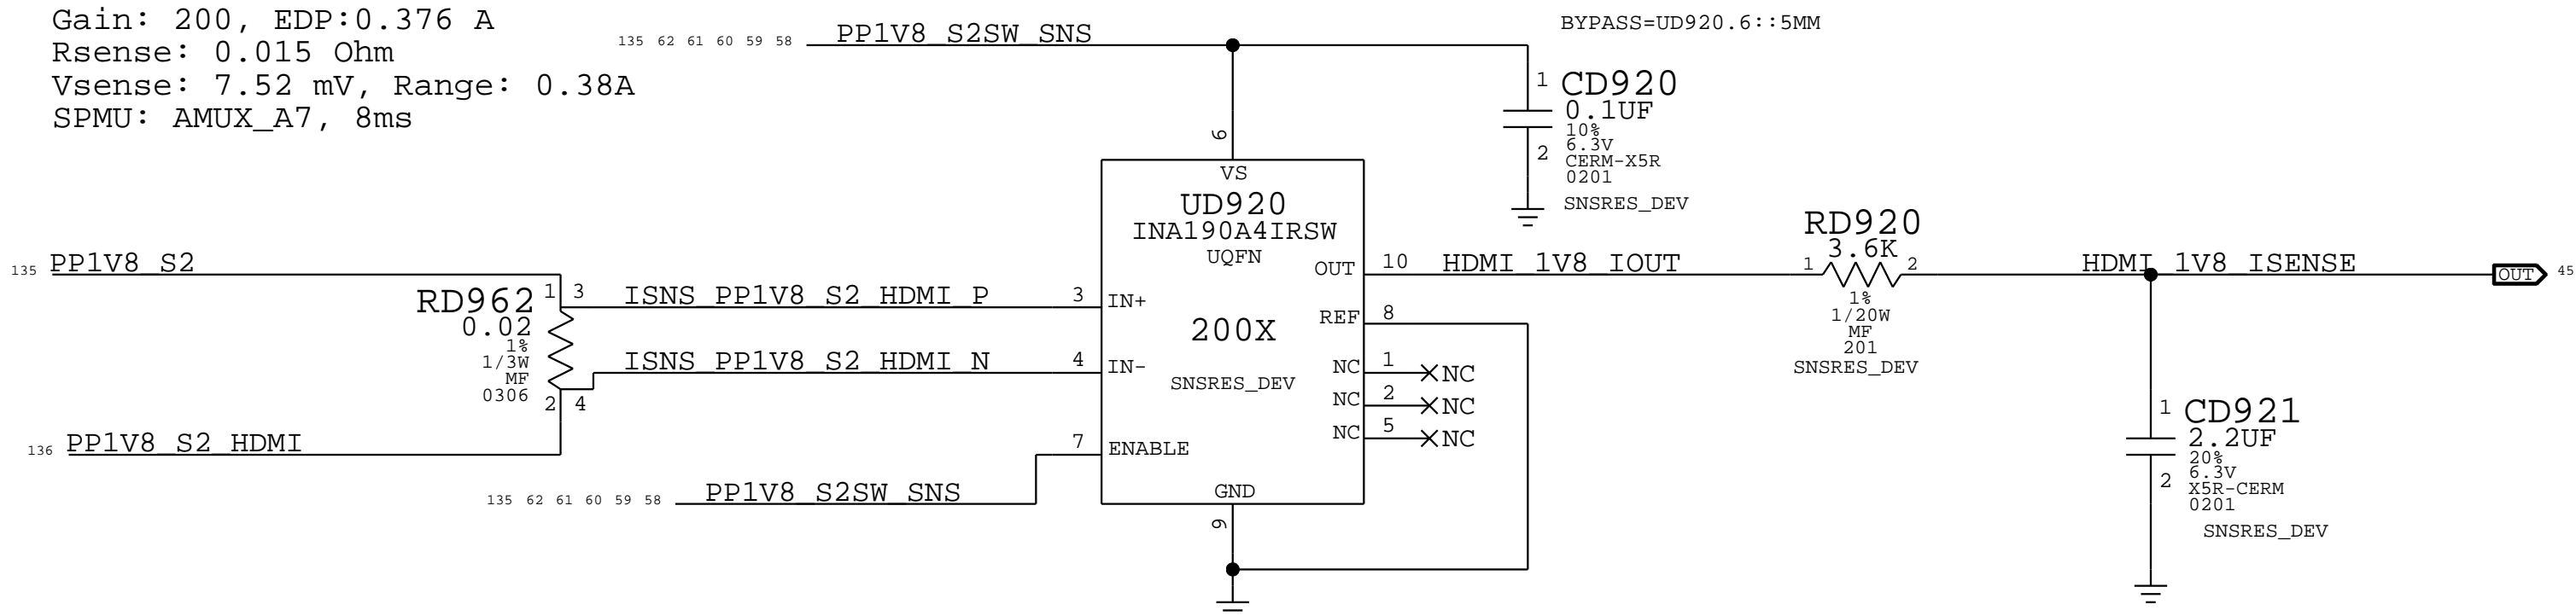 Gain: 200, EDP:0.376 A
Rsense: 0.015 Ohm
Vsense: 7.52 mV, Range: 0.38A
SPMU: AMUX_A7, 8ms
135 62 61 60 59 58 PP1V8_S2SW_SNS
BYPASS=UD920.6::5MM
1 CD920
0.1UF
10%
6.3V
2
CERM-X5R
0201
SNSRES_DEV
6
VS
UD920
INA190A4IRSW
UQFN
200X
SNSRES_DEV
135 PP1V8_S2
RD962
0.02
1%
1/3W
MF
0306
1 3
2 4
136 PP1V8_S2_HDMI
ISNS_PP1V8_S2_HDMI_P 3 IN+
ISNS_PP1V8_S2_HDMI_N 4 IN-
7 ENABLE
135 62 61 60 59 58 PP1V8_S2SW_SNS
GND
9
OUT 10 HDMI_1V8_IOUT
REF 8
NC 1 NC
NC 2 NC
NC 5 NC
RD920
3.6K
1 2
1%
1/20W
MF
201
SNSRES_DEV
HDMI_1V8_ISENSE OUT 45
1 CD921
2.2UF
20%
6.3V
2
X5R-CERM
0201
SNSRES_DEV